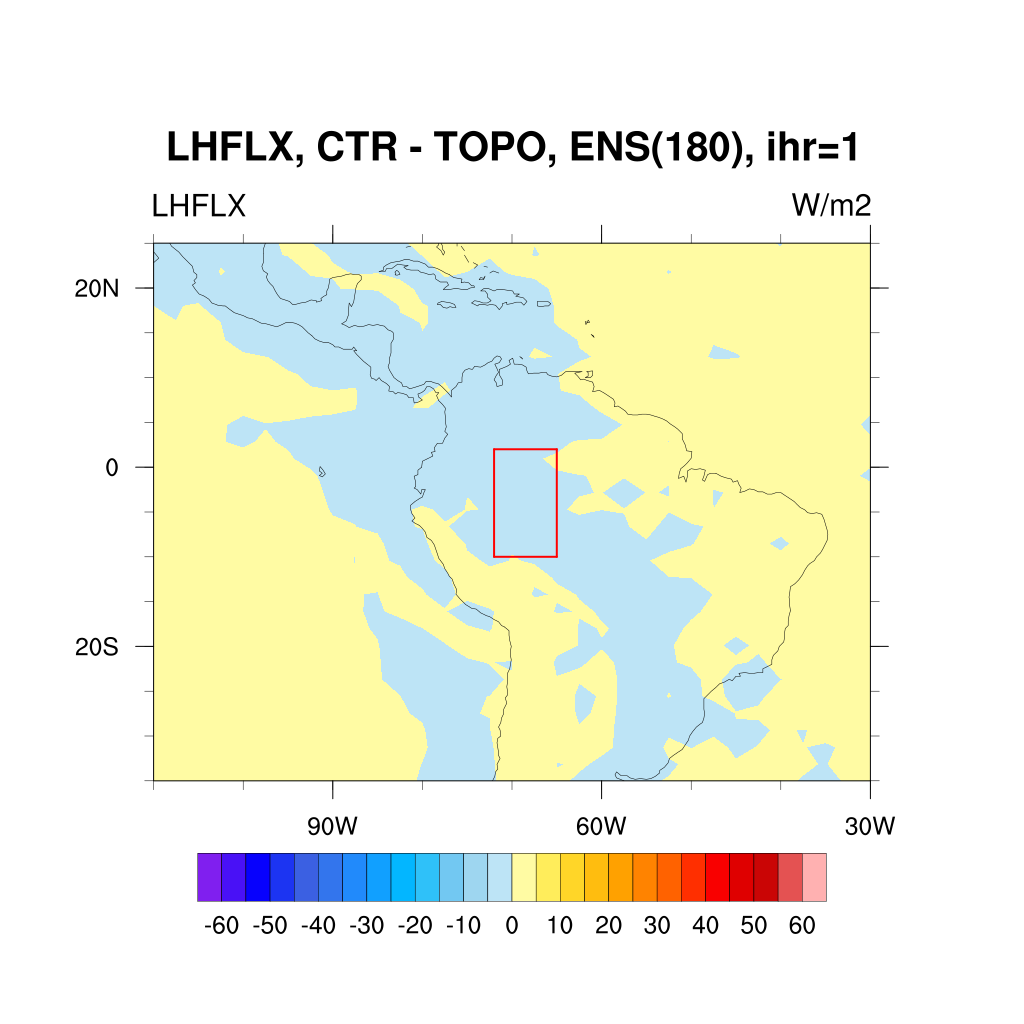 LHFLX, CTR - TOPO, ENS(180), ihr=1
LHFLX W/m2
20N
0
20S
90W 60W 30W
-60 -50 -40 -30 -20 -10 0 10 20 30 40 50 60